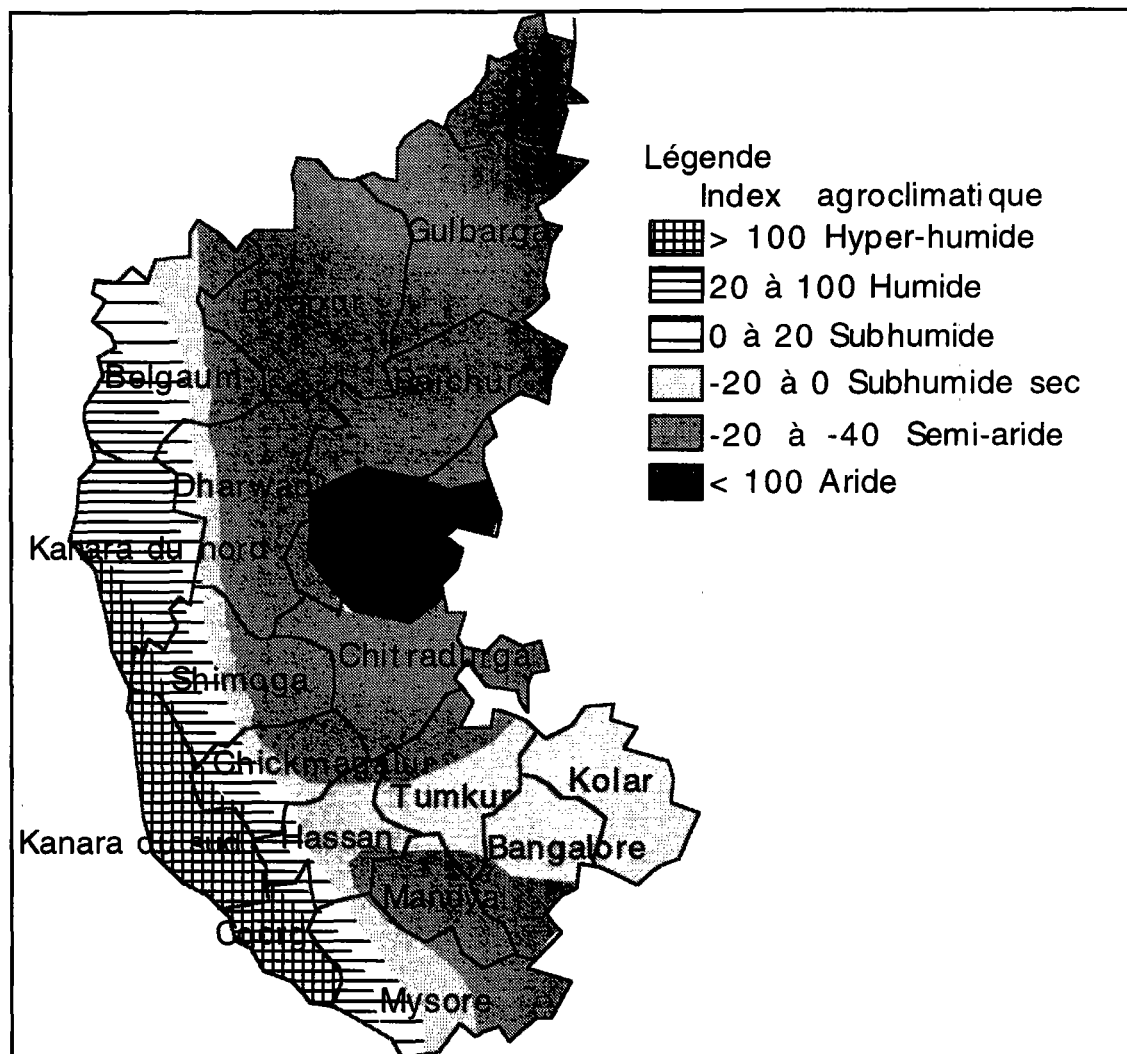 Légende
Index agroclimatique
> 100 Hyper-humide
20 à 100 Humide
0 à 20 Subhumide
-20 à 0 Subhumide sec
-20 à -40 Semi-aride
< 100 Aride
Gulbarga
Belgaum
Raichur
Dharwad
Kanara du nord
Chitradurga
Shimoga
Chickmagalur
Kolar
Tumkur
Kanara du sud
Hassan
Bangalore
Mandya
Mysore